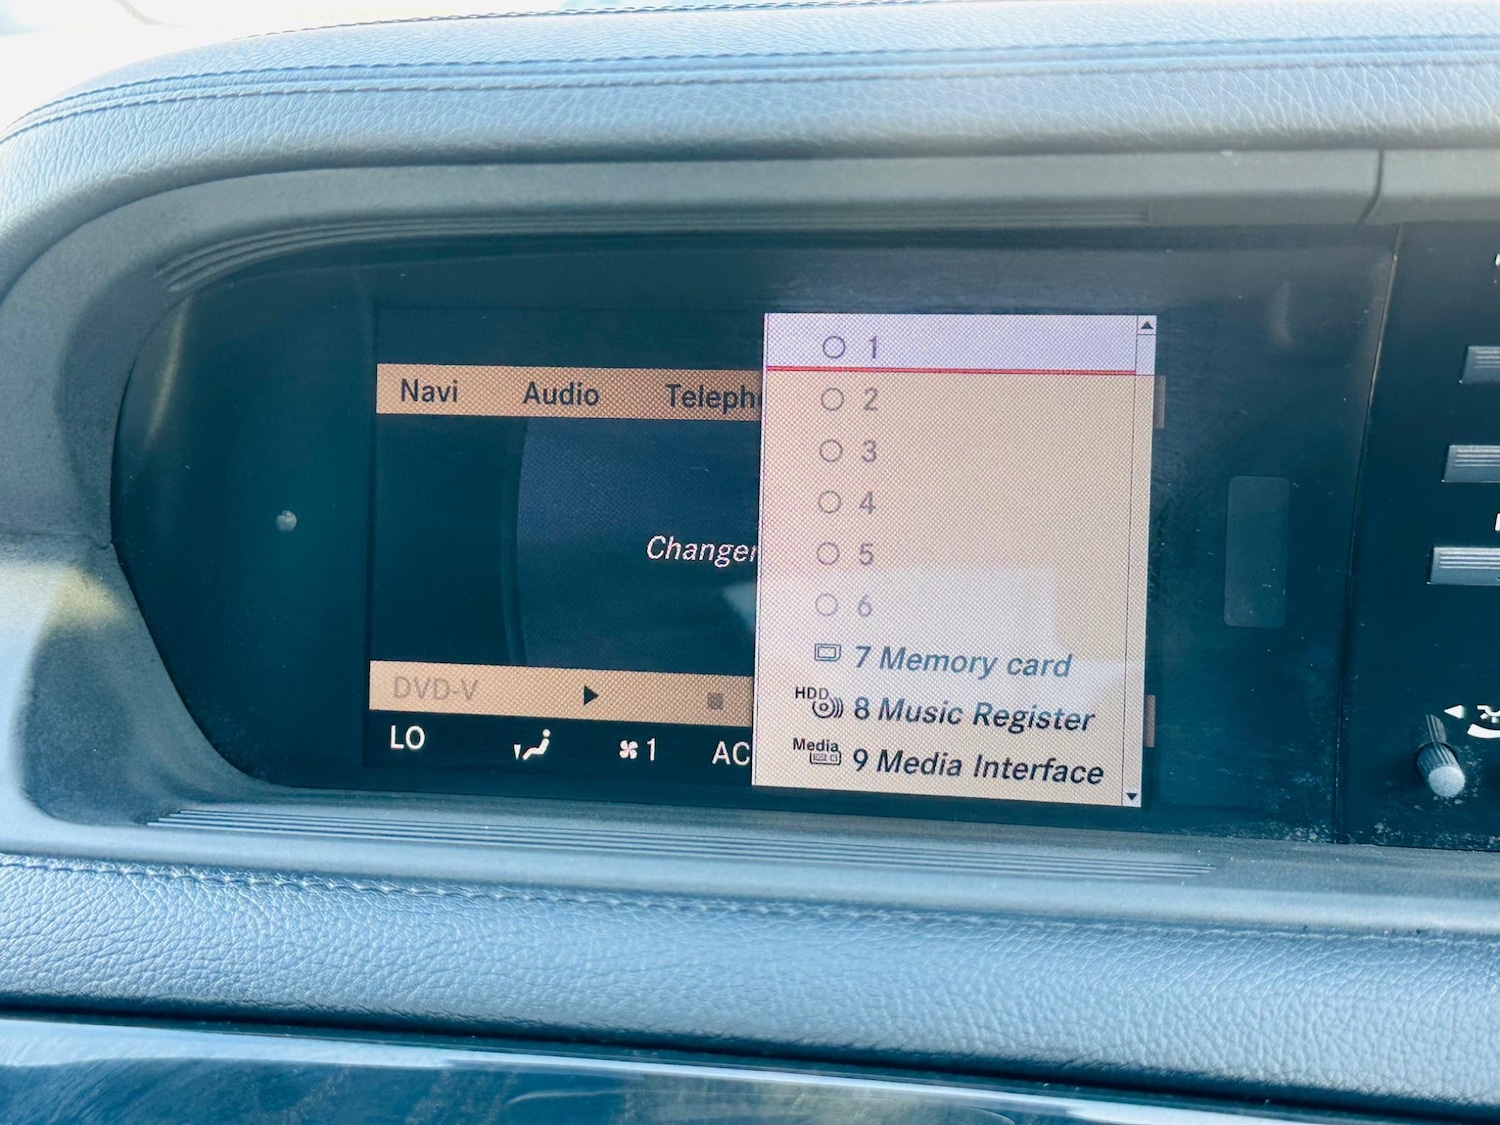 1
2
3
4
5
6
7 Memory card
HDD 8 Music Register
Media 9 Media Interface
Navi Audio Teleph
Changer
DVD-V
LO 1 AC